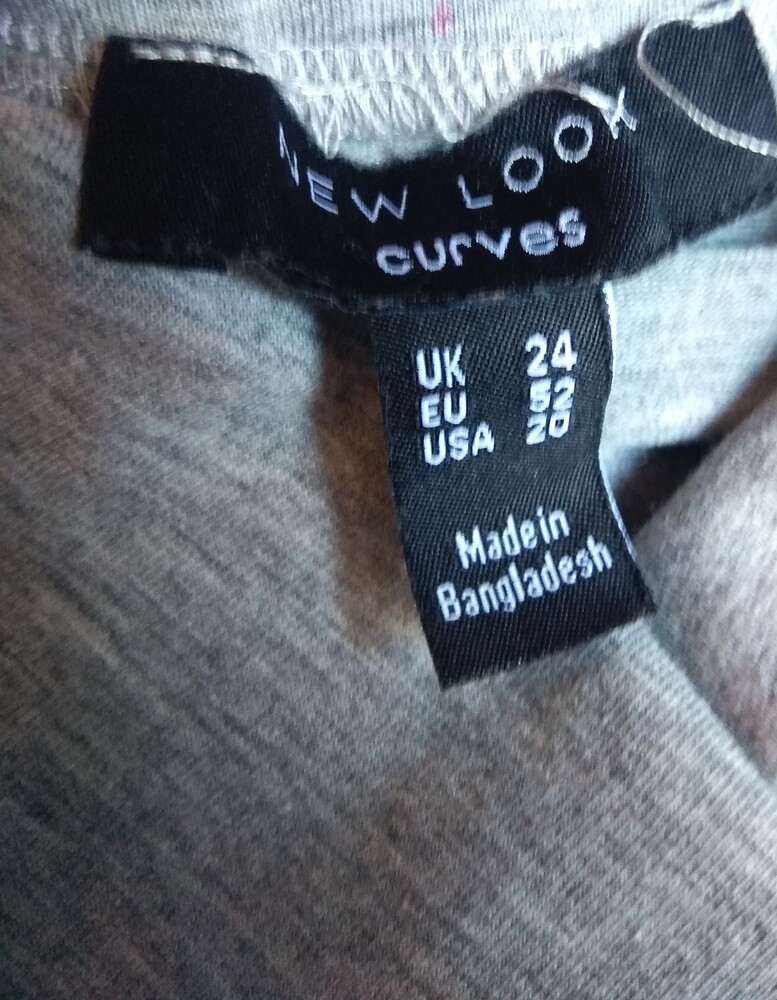 NEW LOOK
curves
UK 24
EU 52
USA 20
Made in
Bangladesh